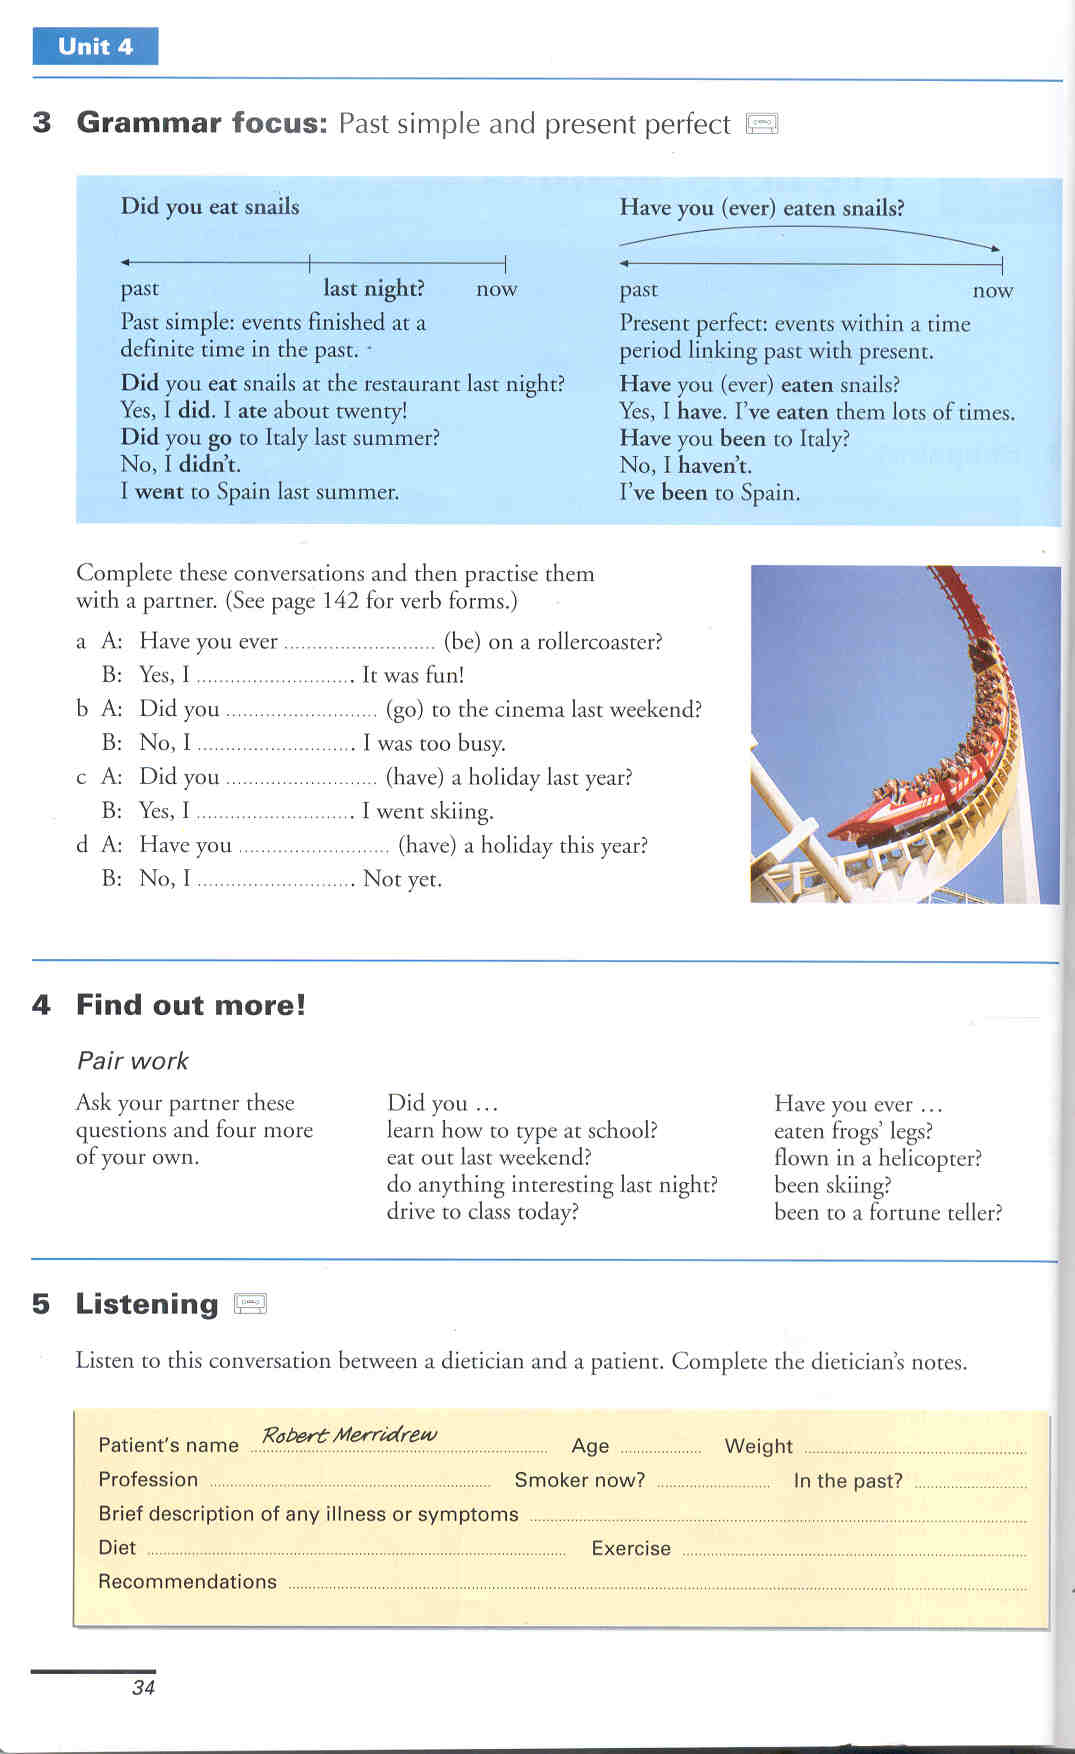 Unit 4
3 Grammar focus: Past simple and present perfect
Did you eat snails
past last night? now
Past simple: events finished at a
definite time in the past.
Did you eat snails at the restaurant last night?
Yes, I did. I ate about twenty!
Did you go to Italy last summer?
No, I didn't.
I went to Spain last summer.
Have you (ever) eaten snails?
past now
Present perfect: events within a time
period linking past with present.
Have you (ever) eaten snails?
Yes, I have. I've eaten them lots of times.
Have you been to Italy?
No, I haven't.
I've been to Spain.
Complete these conversations and then practise them
with a partner. (See page 142 for verb forms.)
a A: Have you ever ........................... (be) on a rollercoaster?
B: Yes, I ............................ It was fun!
b A: Did you ........................... (go) to the cinema last weekend?
B: No, I ............................ I was too busy.
c A: Did you ........................... (have) a holiday last year?
B: Yes, I ............................ I went skiing.
d A: Have you ........................... (have) a holiday this year?
B: No, I ............................ Not yet.
4 Find out more!
Pair work
Ask your partner these
questions and four more
of your own.
Did you ...
learn how to type at school?
eat out last weekend?
do anything interesting last night?
drive to class today?
Have you ever ...
eaten frogs' legs?
flown in a helicopter?
been skiing?
been to a fortune teller?
5 Listening
Listen to this conversation between a dietician and a patient. Complete the dietician's notes.
Patient's name Robert Merridrew Age .................. Weight ..................
Profession .................. Smoker now? .................. In the past? ..................
Brief description of any illness or symptoms ..................
Diet .................. Exercise ..................
Recommendations ..................
34